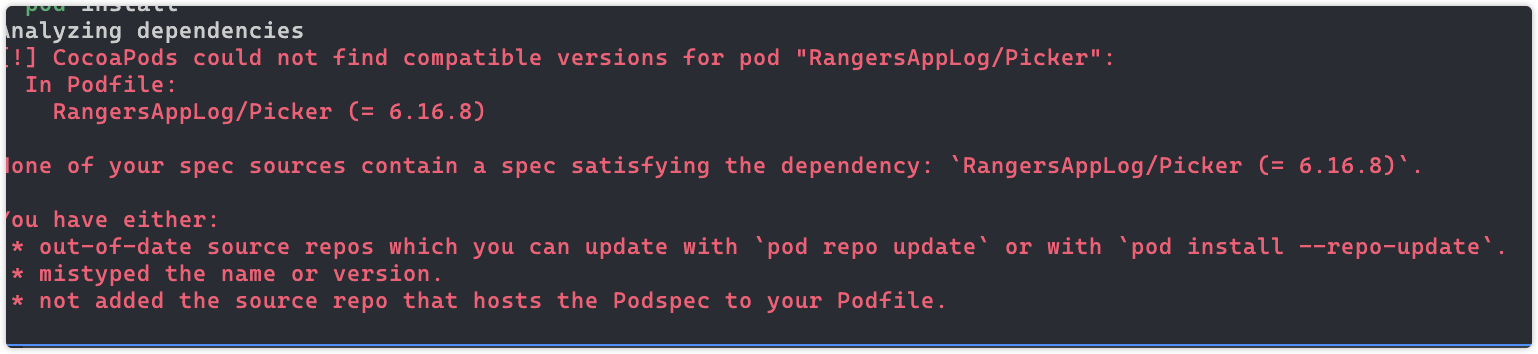 pod install
Analyzing dependencies
[!] CocoaPods could not find compatible versions for pod "RangersAppLog/Picker":
In Podfile:
RangersAppLog/Picker (= 6.16.8)
None of your spec sources contain a spec satisfying the dependency: `RangersAppLog/Picker (= 6.16.8)`.
You have either:
* out-of-date source repos which you can update with `pod repo update` or with `pod install --repo-update`.
* mistyped the name or version.
* not added the source repo that hosts the Podspec to your Podfile.